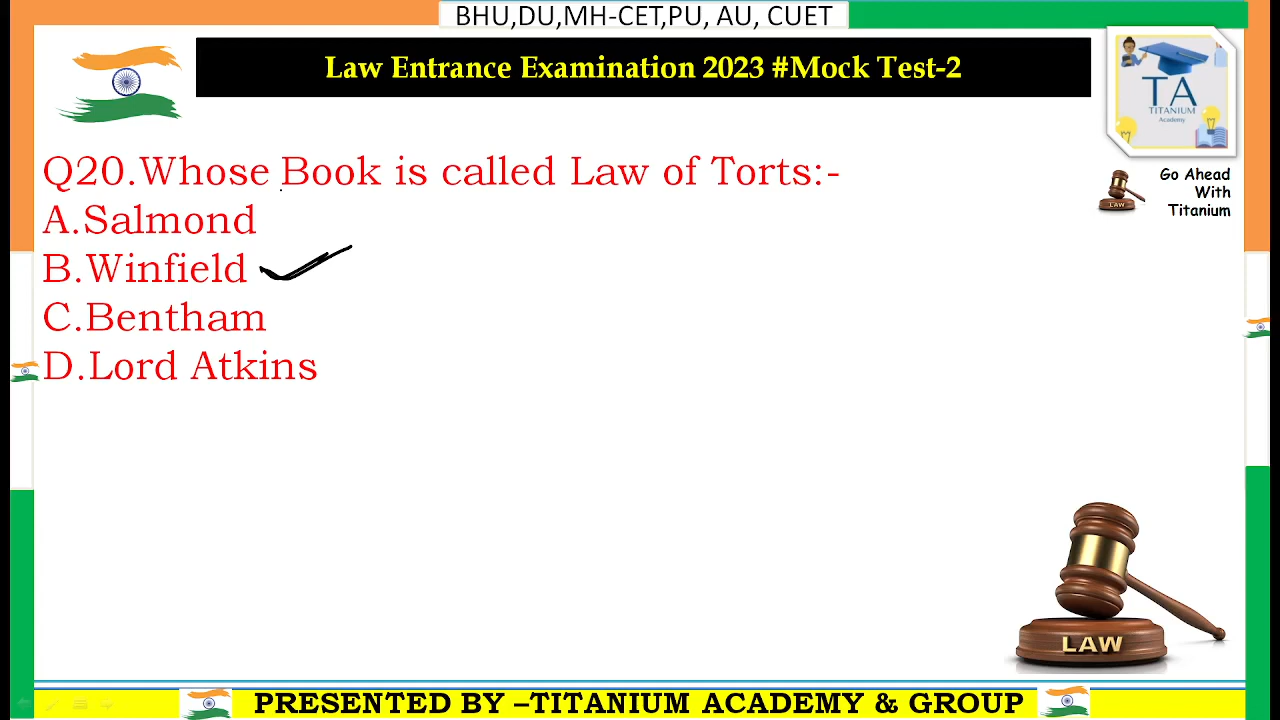 BHU,DU,MH-CET,PU, AU, CUET
Law Entrance Examination 2023 #Mock Test-2
TA
TITANIUM
Academy
Go Ahead
With
Titanium
LAW
Q20.Whose Book is called Law of Torts:-
A.Salmond
B.Winfield
C.Bentham
D.Lord Atkins
LAW
PRESENTED BY –TITANIUM ACADEMY & GROUP